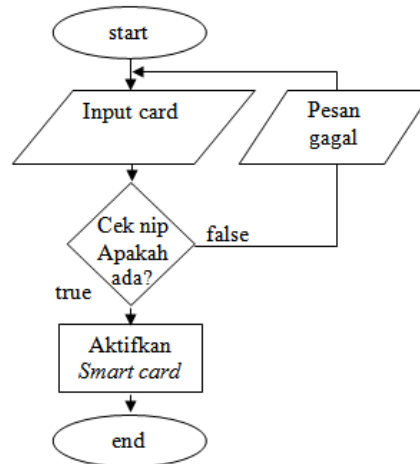 start
Input card
Pesan
gagal
Cek nip
Apakah
ada?
false
true
Aktifkan
Smart card
end